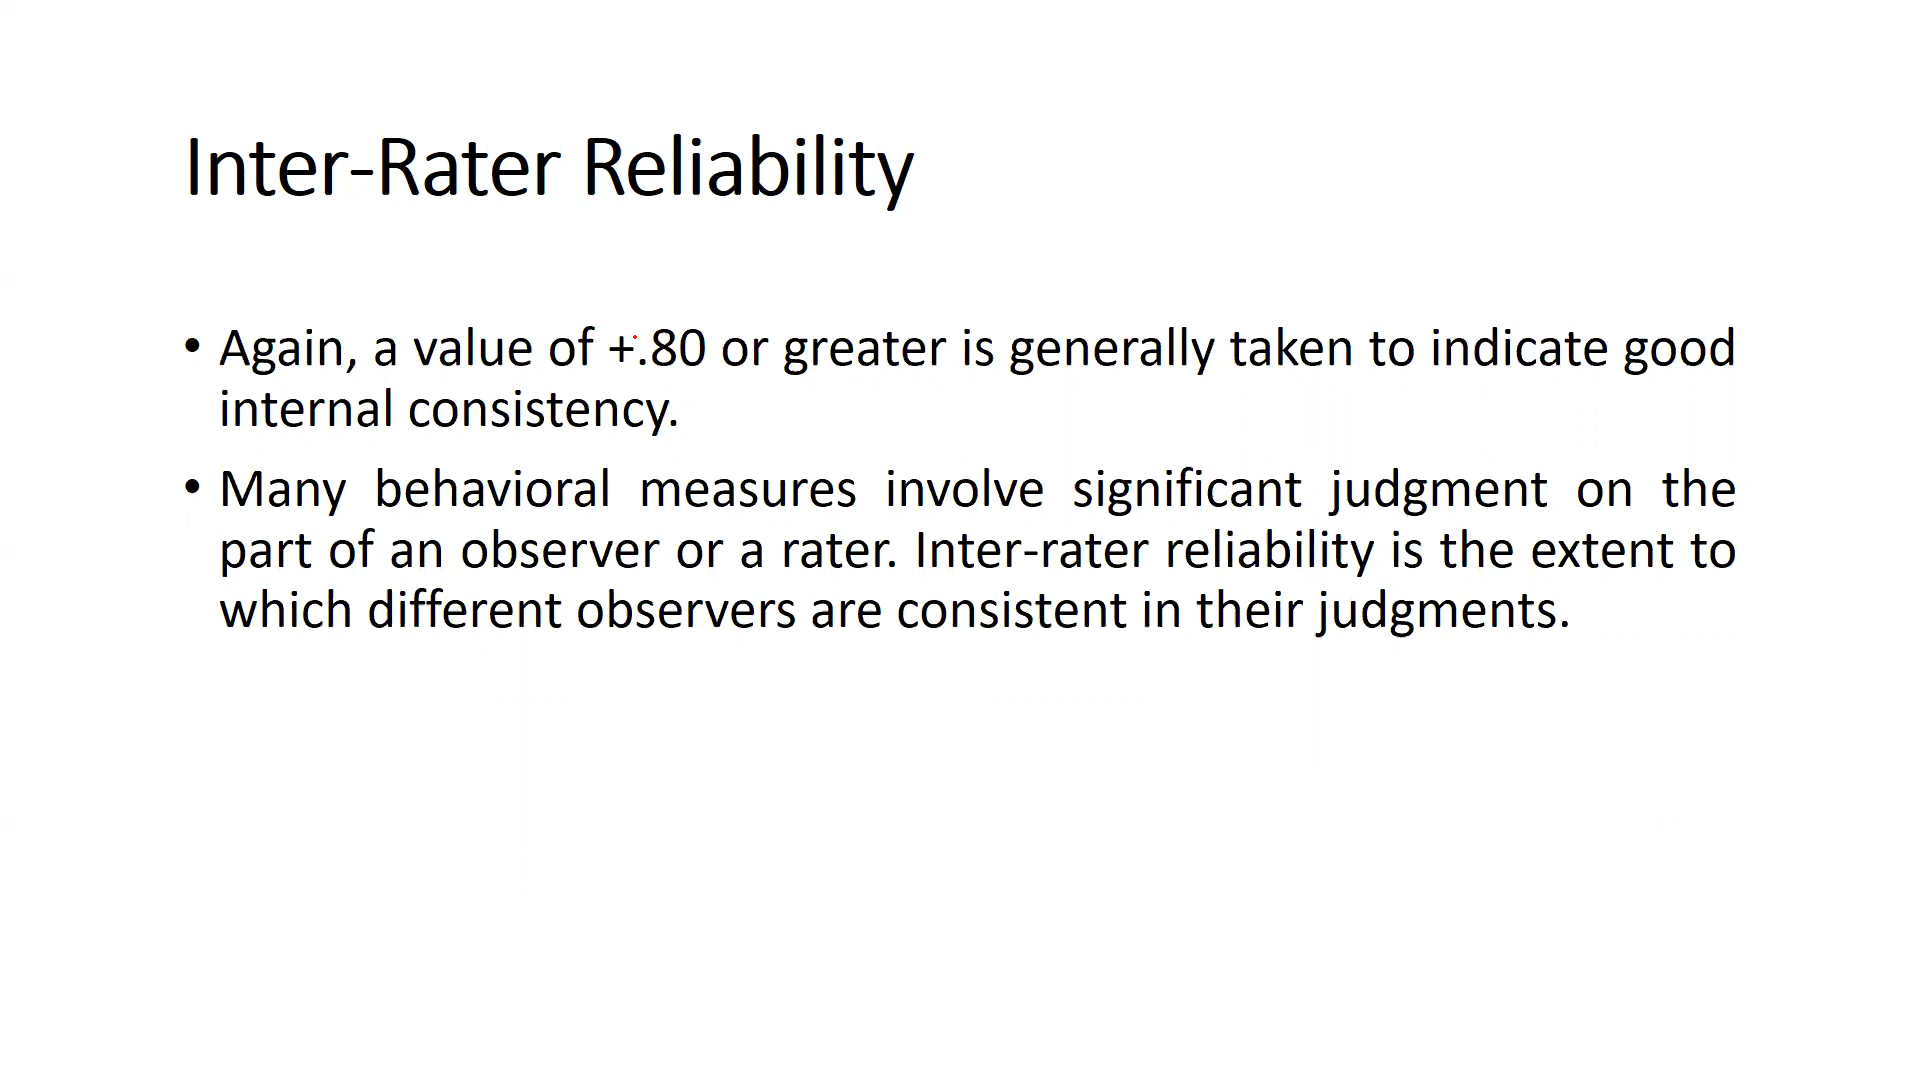 Inter-Rater Reliability
• Again, a value of +.80 or greater is generally taken to indicate good
internal consistency.
• Many behavioral measures involve significant judgment on the
part of an observer or a rater. Inter-rater reliability is the extent to
which different observers are consistent in their judgments.